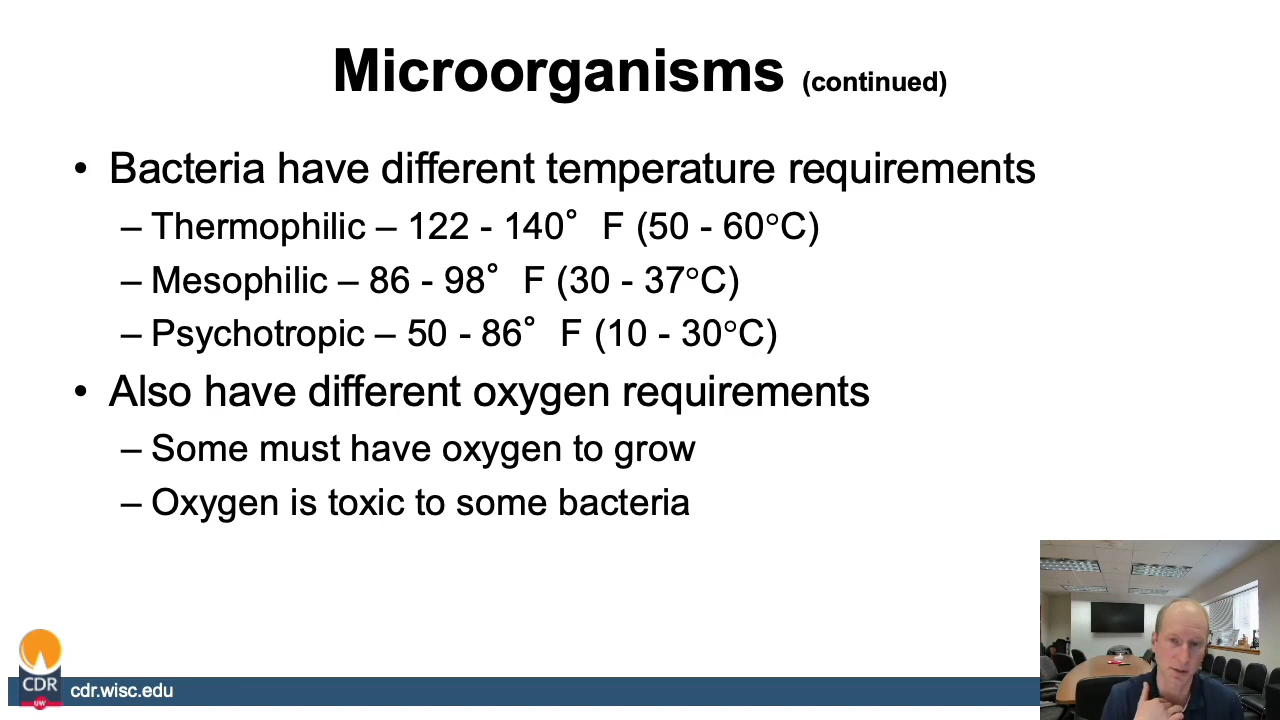 Microorganisms (continued)
• Bacteria have different temperature requirements
– Thermophilic – 122 - 140° F (50 - 60°C)
– Mesophilic – 86 - 98° F (30 - 37°C)
– Psychotropic – 50 - 86° F (10 - 30°C)
• Also have different oxygen requirements
– Some must have oxygen to grow
– Oxygen is toxic to some bacteria
CDR
UW
cdr.wisc.edu